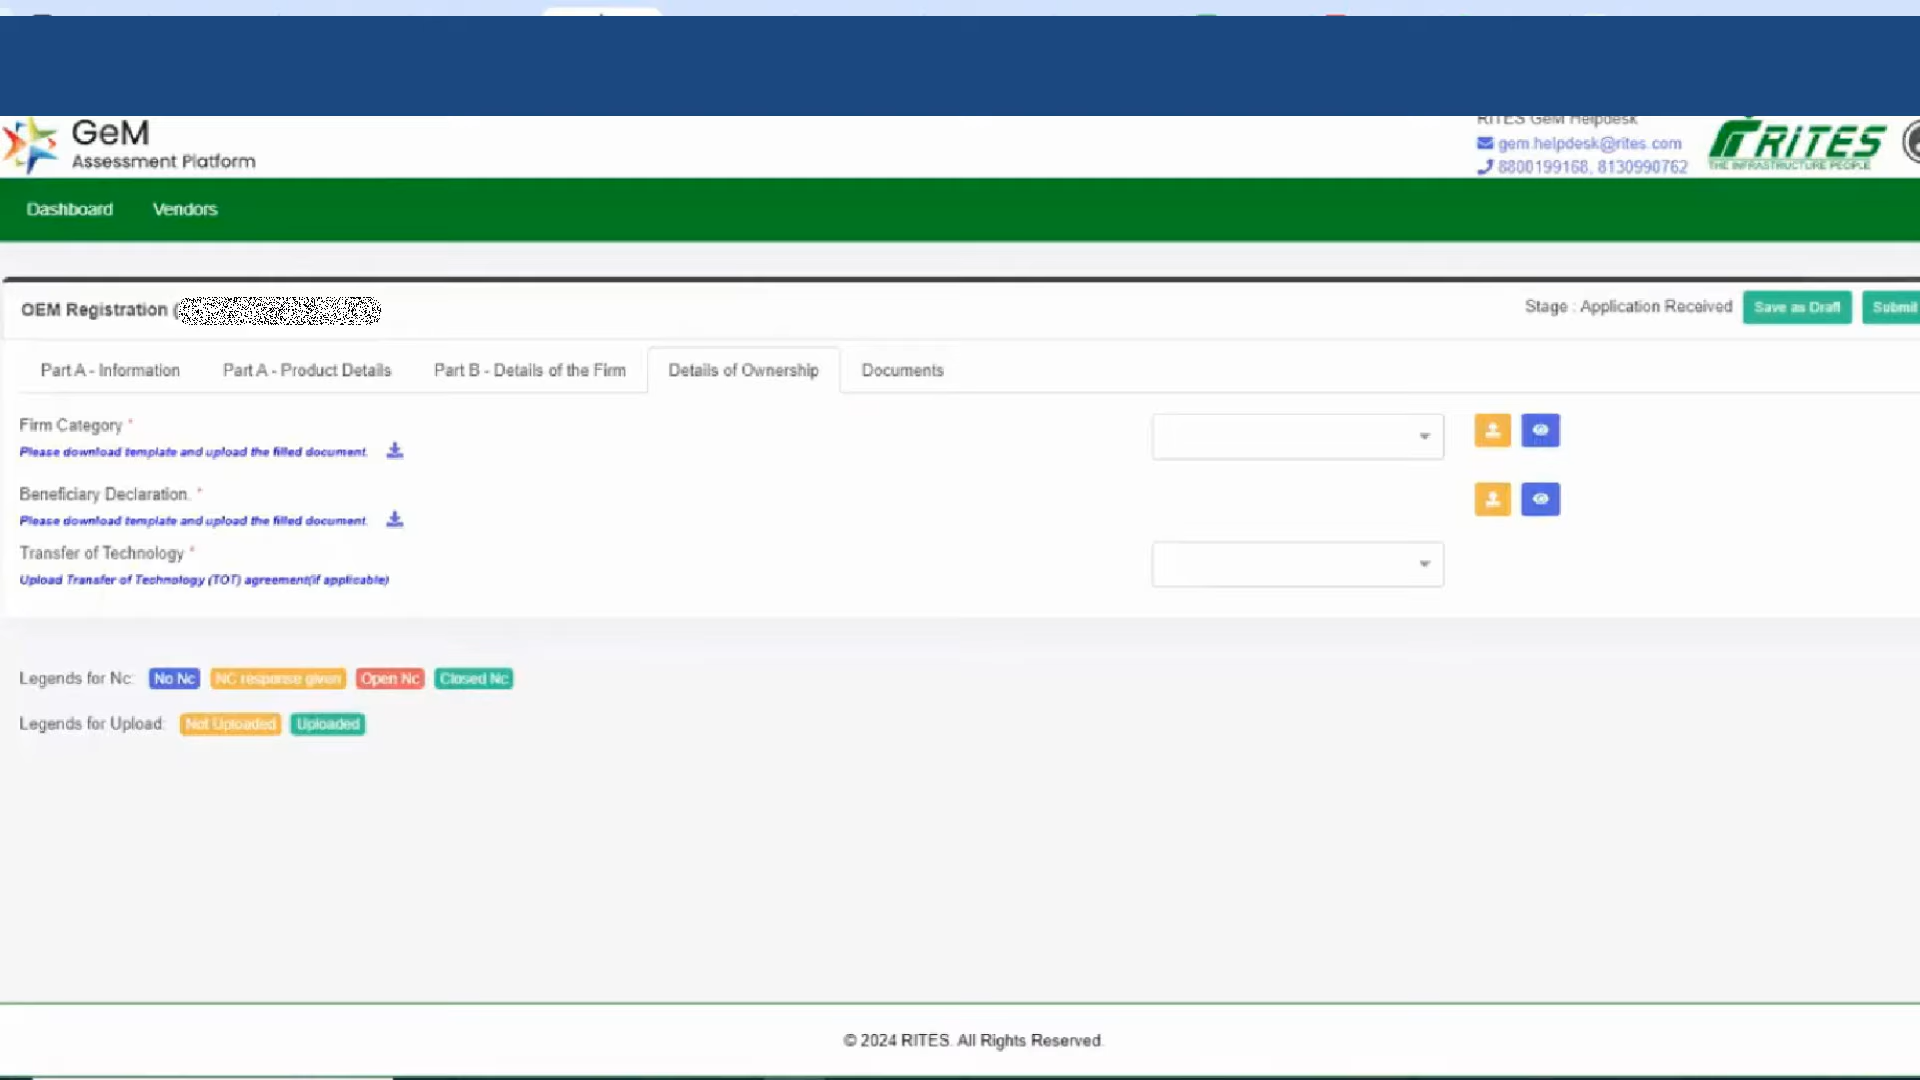 GeM
Assessment Platform
RITES GeM Helpdesk
gem.helpdesk@rites.com
8800199168, 8130990762
RITES
THE INFRASTRUCTURE PEOPLE
Dashboard Vendors
OEM Registration (
Stage : Application Received Save as Draft Submit
Part A - Information Part A - Product Details Part B - Details of the Firm Details of Ownership Documents
Firm Category *
Please download template and upload the filled document.
Beneficiary Declaration. *
Please download template and upload the filled document.
Transfer of Technology *
Upload Transfer of Technology (TOT) agreement(if applicable)
Legends for Nc: No Nc NC response given Open Nc Closed Nc
Legends for Upload: Not Uploaded Uploaded
© 2024 RITES. All Rights Reserved.